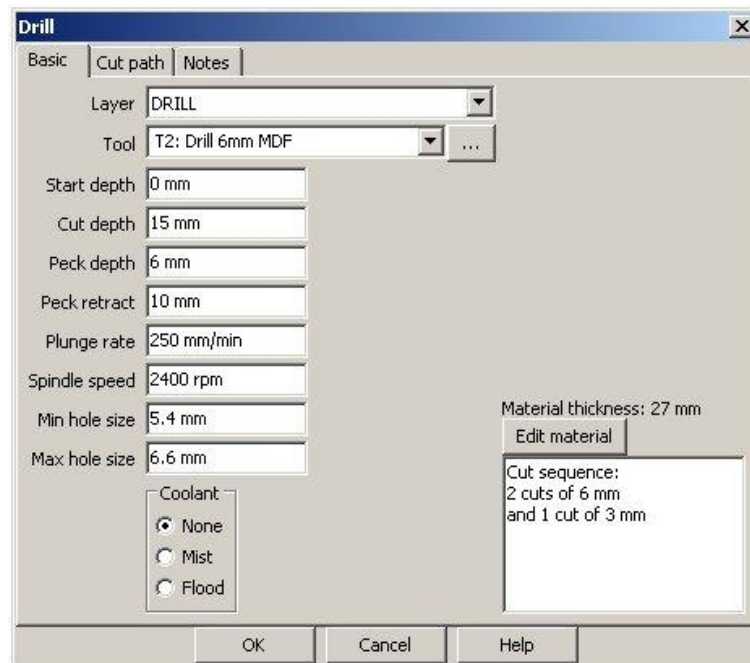 Drill
Basic Cut path Notes
Layer DRILL
Tool T2: Drill 6mm MDF ...
Start depth 0 mm
Cut depth 15 mm
Peck depth 6 mm
Peck retract 10 mm
Plunge rate 250 mm/min
Spindle speed 2400 rpm
Min hole size 5.4 mm
Max hole size 6.6 mm
Coolant
None
Mist
Flood
Material thickness: 27 mm
Edit material
Cut sequence:
2 cuts of 6 mm
and 1 cut of 3 mm
OK Cancel Help